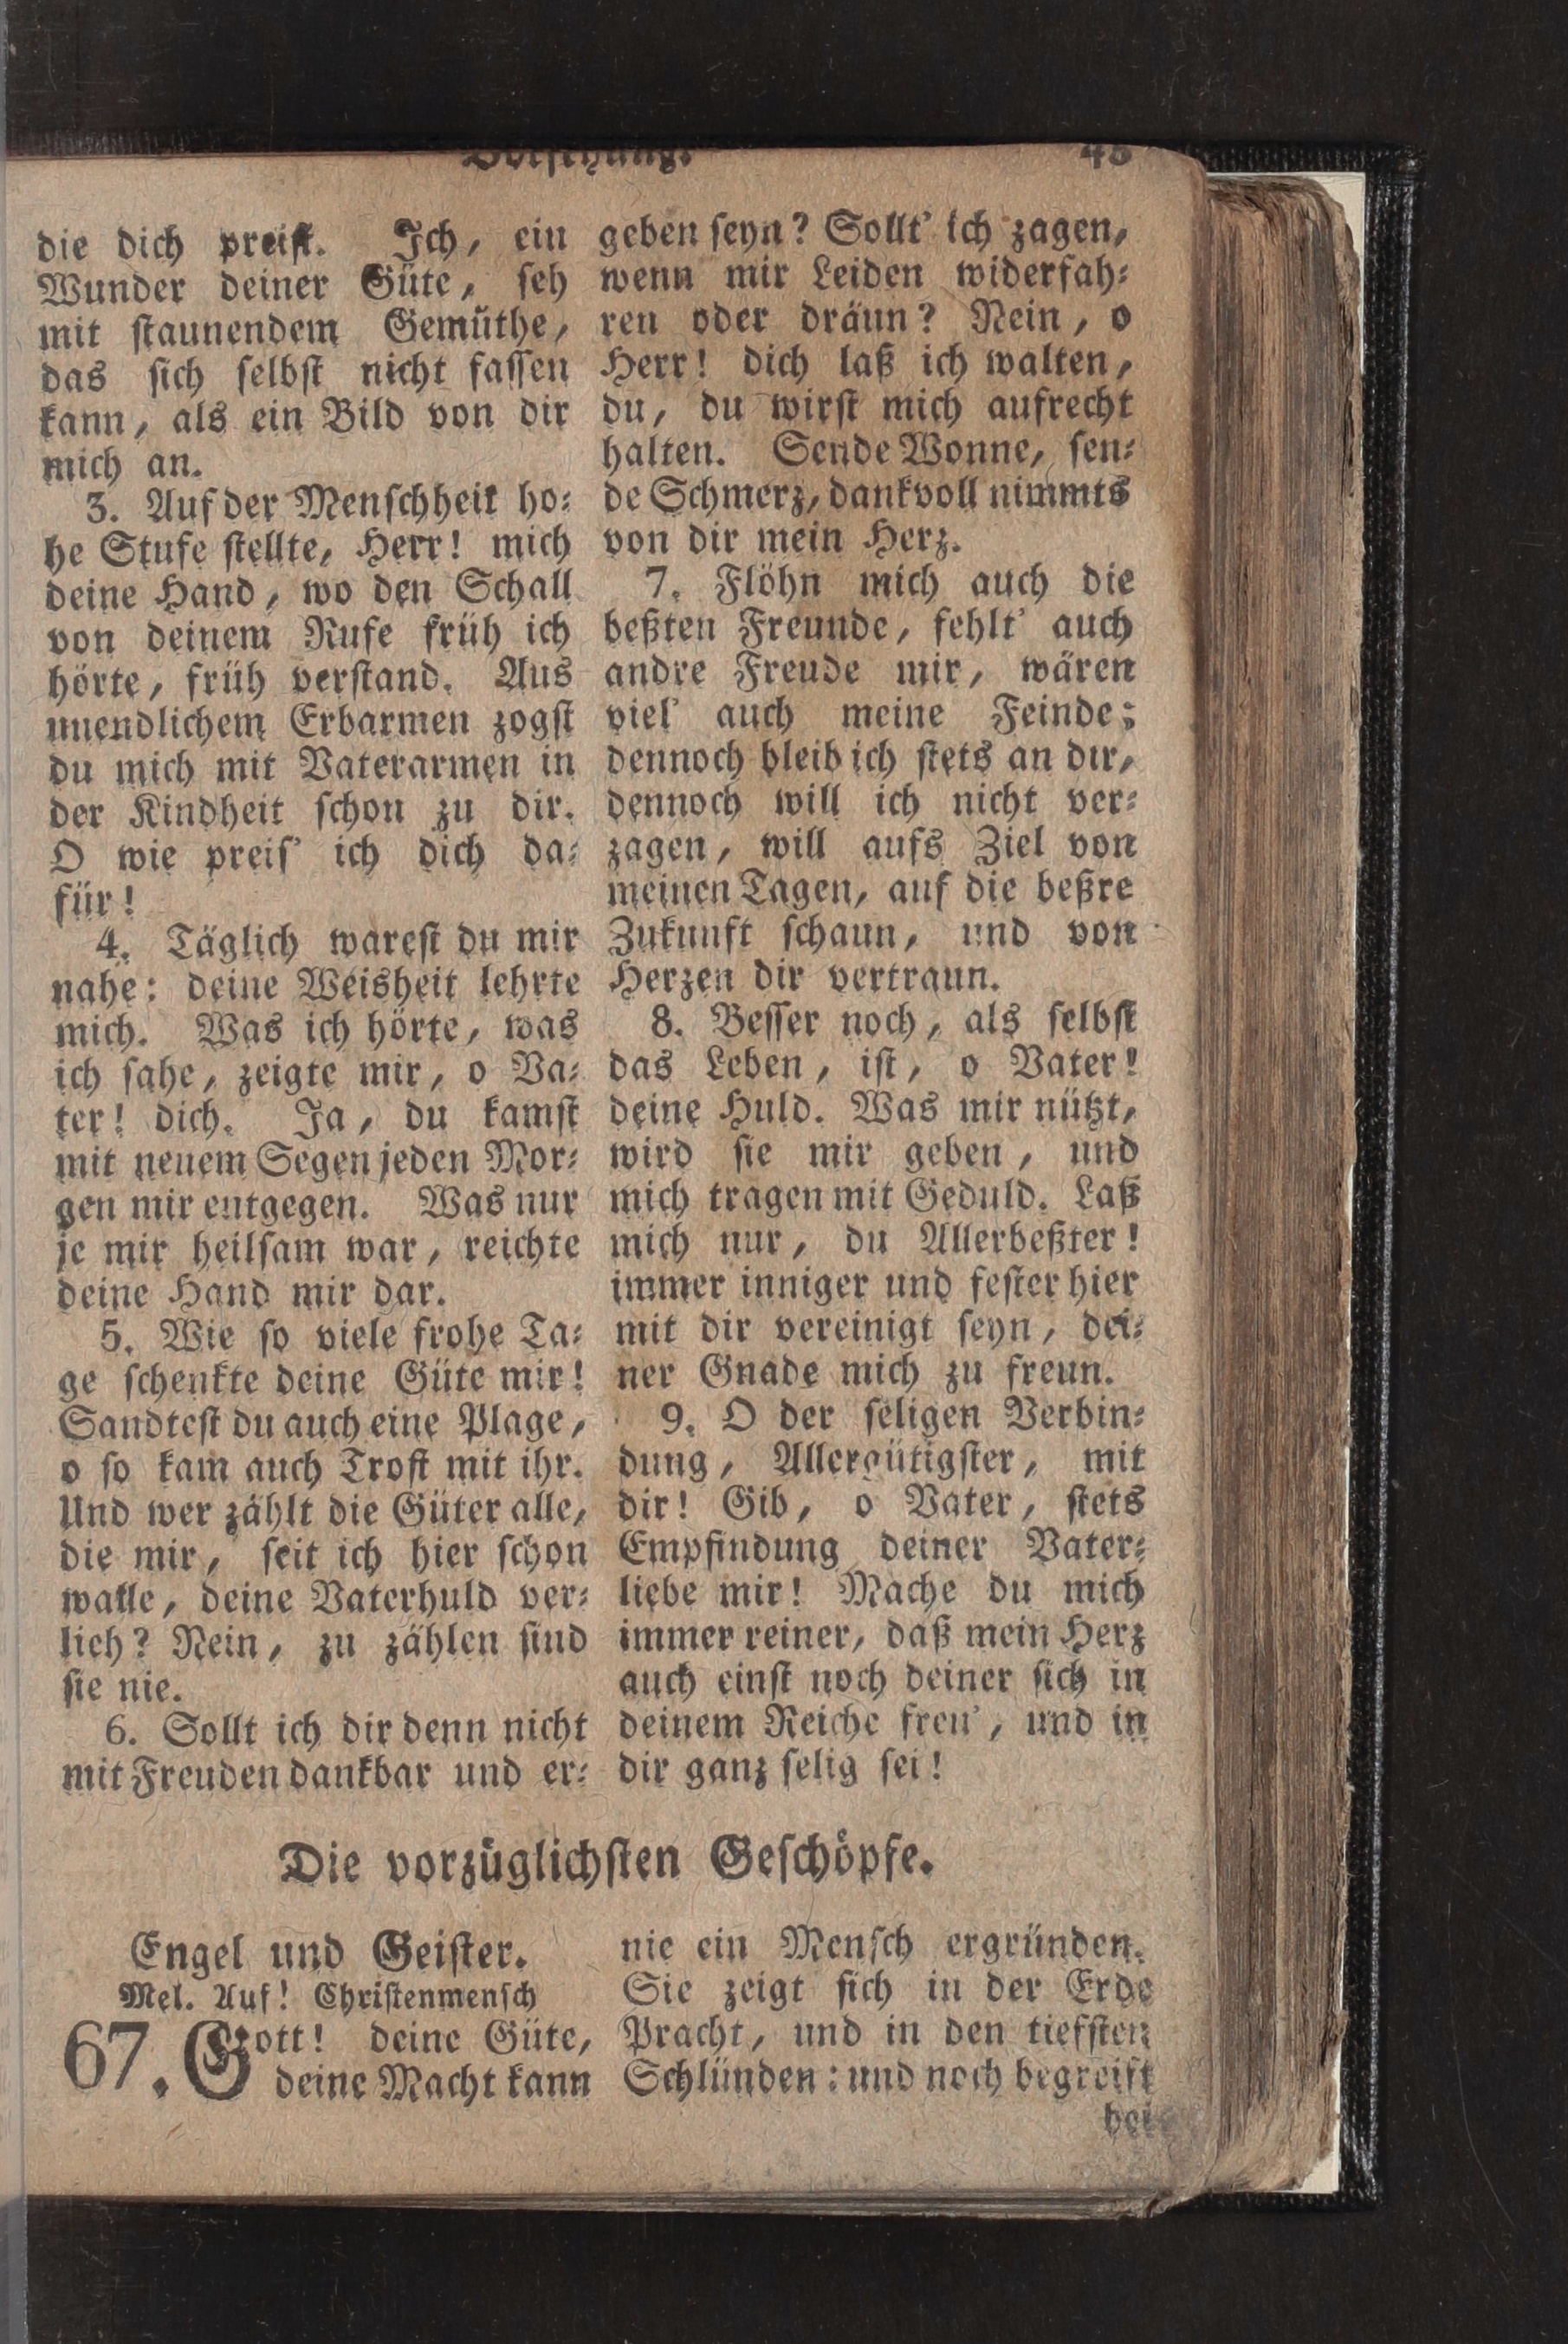 Vorsehung.
die dich preiſt. Ich, ein
Wunder deiner Güte, ſeh
mit ſtaunendem Gemüthe,
das ſich ſelbſt nicht faſſen
kann, als ein Bild von dir
mich an.
3. Auf der Menſchheit ho⸗
he Stufe ſtellte, Herr! mich
deine Hand, wo den Schall
von deinem Rufe früh ich
hörte, früh verſtand. Aus
unendlichem Erbarmen zogſt
du mich mit Vaterarmen in
der Kindheit ſchon zu dir.
O wie preiſ' ich dich da⸗
für!
4. Täglich wareſt du mir
nahe: deine Weisheit lehrte
mich. Was ich hörte, was
ich ſahe, zeigte mir, o Va⸗
ter! dich. Ja, du kamſt
mit neuem Segen jeden Mor⸗
gen mir entgegen. Was nur
je mir heilſam war, reichte
deine Hand mir dar.
5. Wie ſo viele frohe Ta⸗
ge ſchenkte deine Güte mir!
Sandteſt du auch eine Plage,
o ſo kam auch Troſt mit ihr.
Und wer zählt die Güter alle,
die mir, ſeit ich hier ſchon
walle, deine Vaterhuld ver⸗
lieh? Nein, zu zählen ſind
ſie nie.
6. Sollt ich dir denn nicht
mit Freuden dankbar und er⸗
geben ſeyn? Sollt' ich zagen,
wenn mir Leiden widerfah⸗
ren oder dräun? Nein, o
Herr! dich laß ich walten,
du, du wirſt mich aufrecht
halten. Sende Wonne, ſen⸗
de Schmerz, dankvoll nimmts
von dir mein Herz.
7. Flöhn mich auch die
beßten Freunde, fehlt' auch
andre Freude mir, wären
viel' auch meine Feinde;
dennoch bleib ich ſtets an dir,
dennoch will ich nicht ver⸗
zagen, will aufs Ziel von
meinen Tagen, auf die beßre
Zukunft ſchaun, und von
Herzen dir vertraun.
8. Beſſer noch, als ſelbſt
das Leben, iſt, o Vater!
deine Huld. Was mir nützt,
wird ſie mir geben, und
mich tragen mit Geduld. Laß
mich nur, du Allerbeßter!
immer inniger und feſter hier
mit dir vereinigt ſeyn, dei⸗
ner Gnade mich zu freun.
9. O der ſeligen Verbin⸗
dung, Allergütigſter, mit
dir! Gib, o Vater, ſtets
Empfindung deiner Vater⸗
liebe mir! Mache du mich
immer reiner, daß mein Herz
auch einſt noch deiner ſich in
deinem Reiche freu', und in
dir ganz ſelig ſei!
Die vorzüglichſten Geſchöpfe.
Engel und Geiſter.
Mel. Auf! Chriſtenmenſch
67. Gott! deine Güte,
deine Macht kann
nie ein Menſch ergründen.
Sie zeigt ſich in der Erde
Pracht, und in den tiefſten
Schlünden: und noch begreift